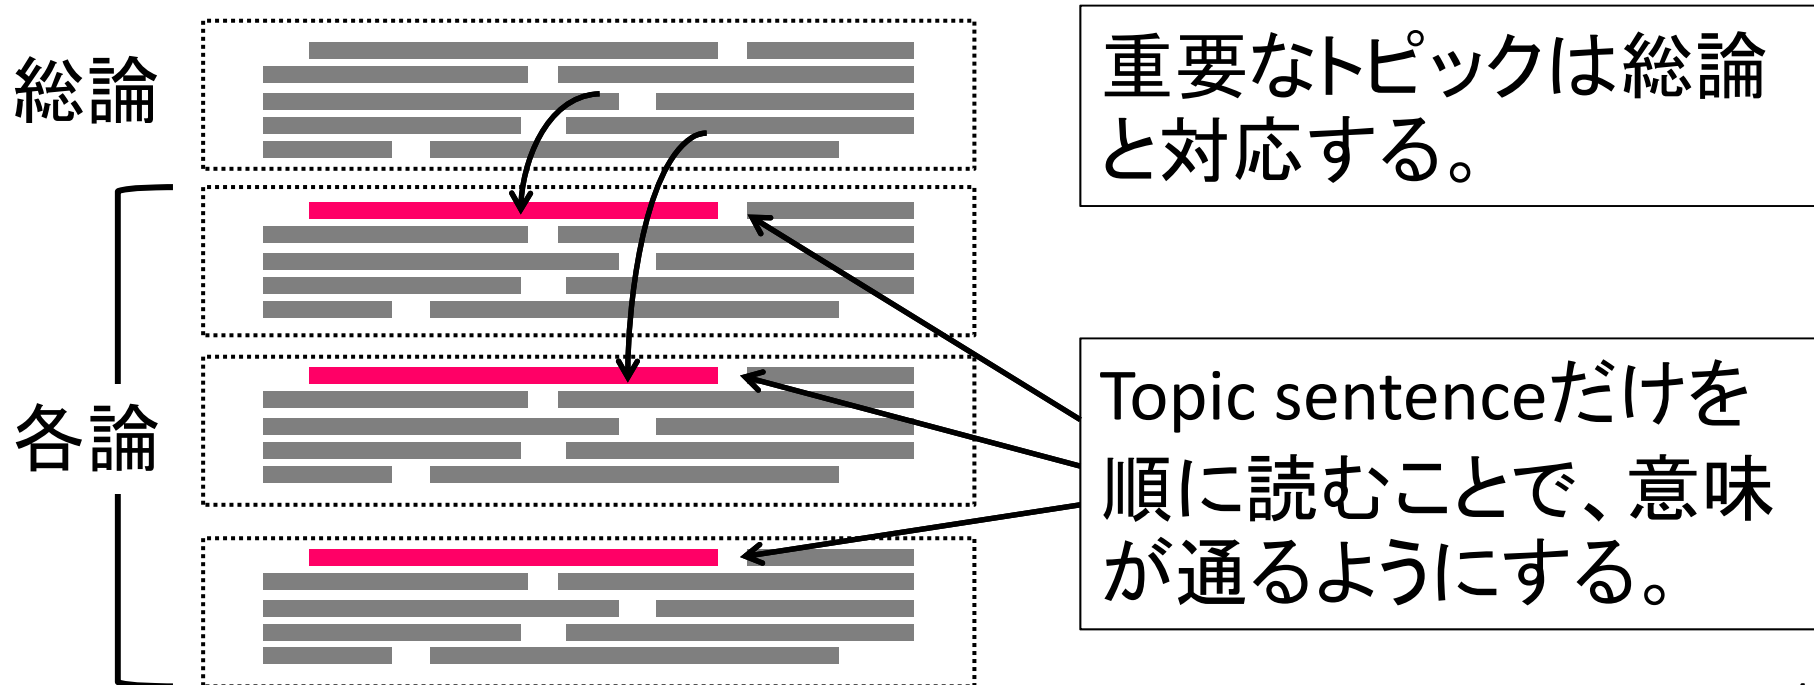 総論
重要なトピックは総論
と対応する。
各論
Topic sentenceだけを
順に読むことで、意味
が通るようにする。